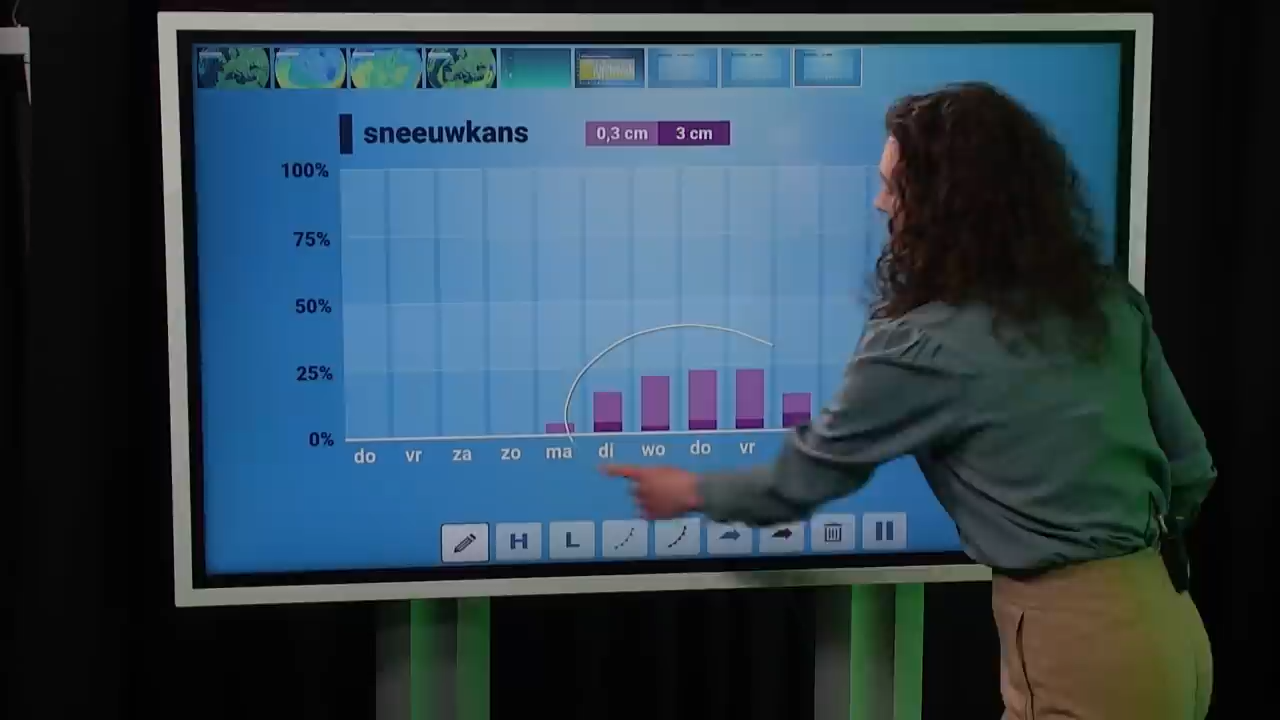 sneeuwkans
0,3 cm 3 cm
100%
75%
50%
25%
0%
do vr za zo ma di wo do vr
H L